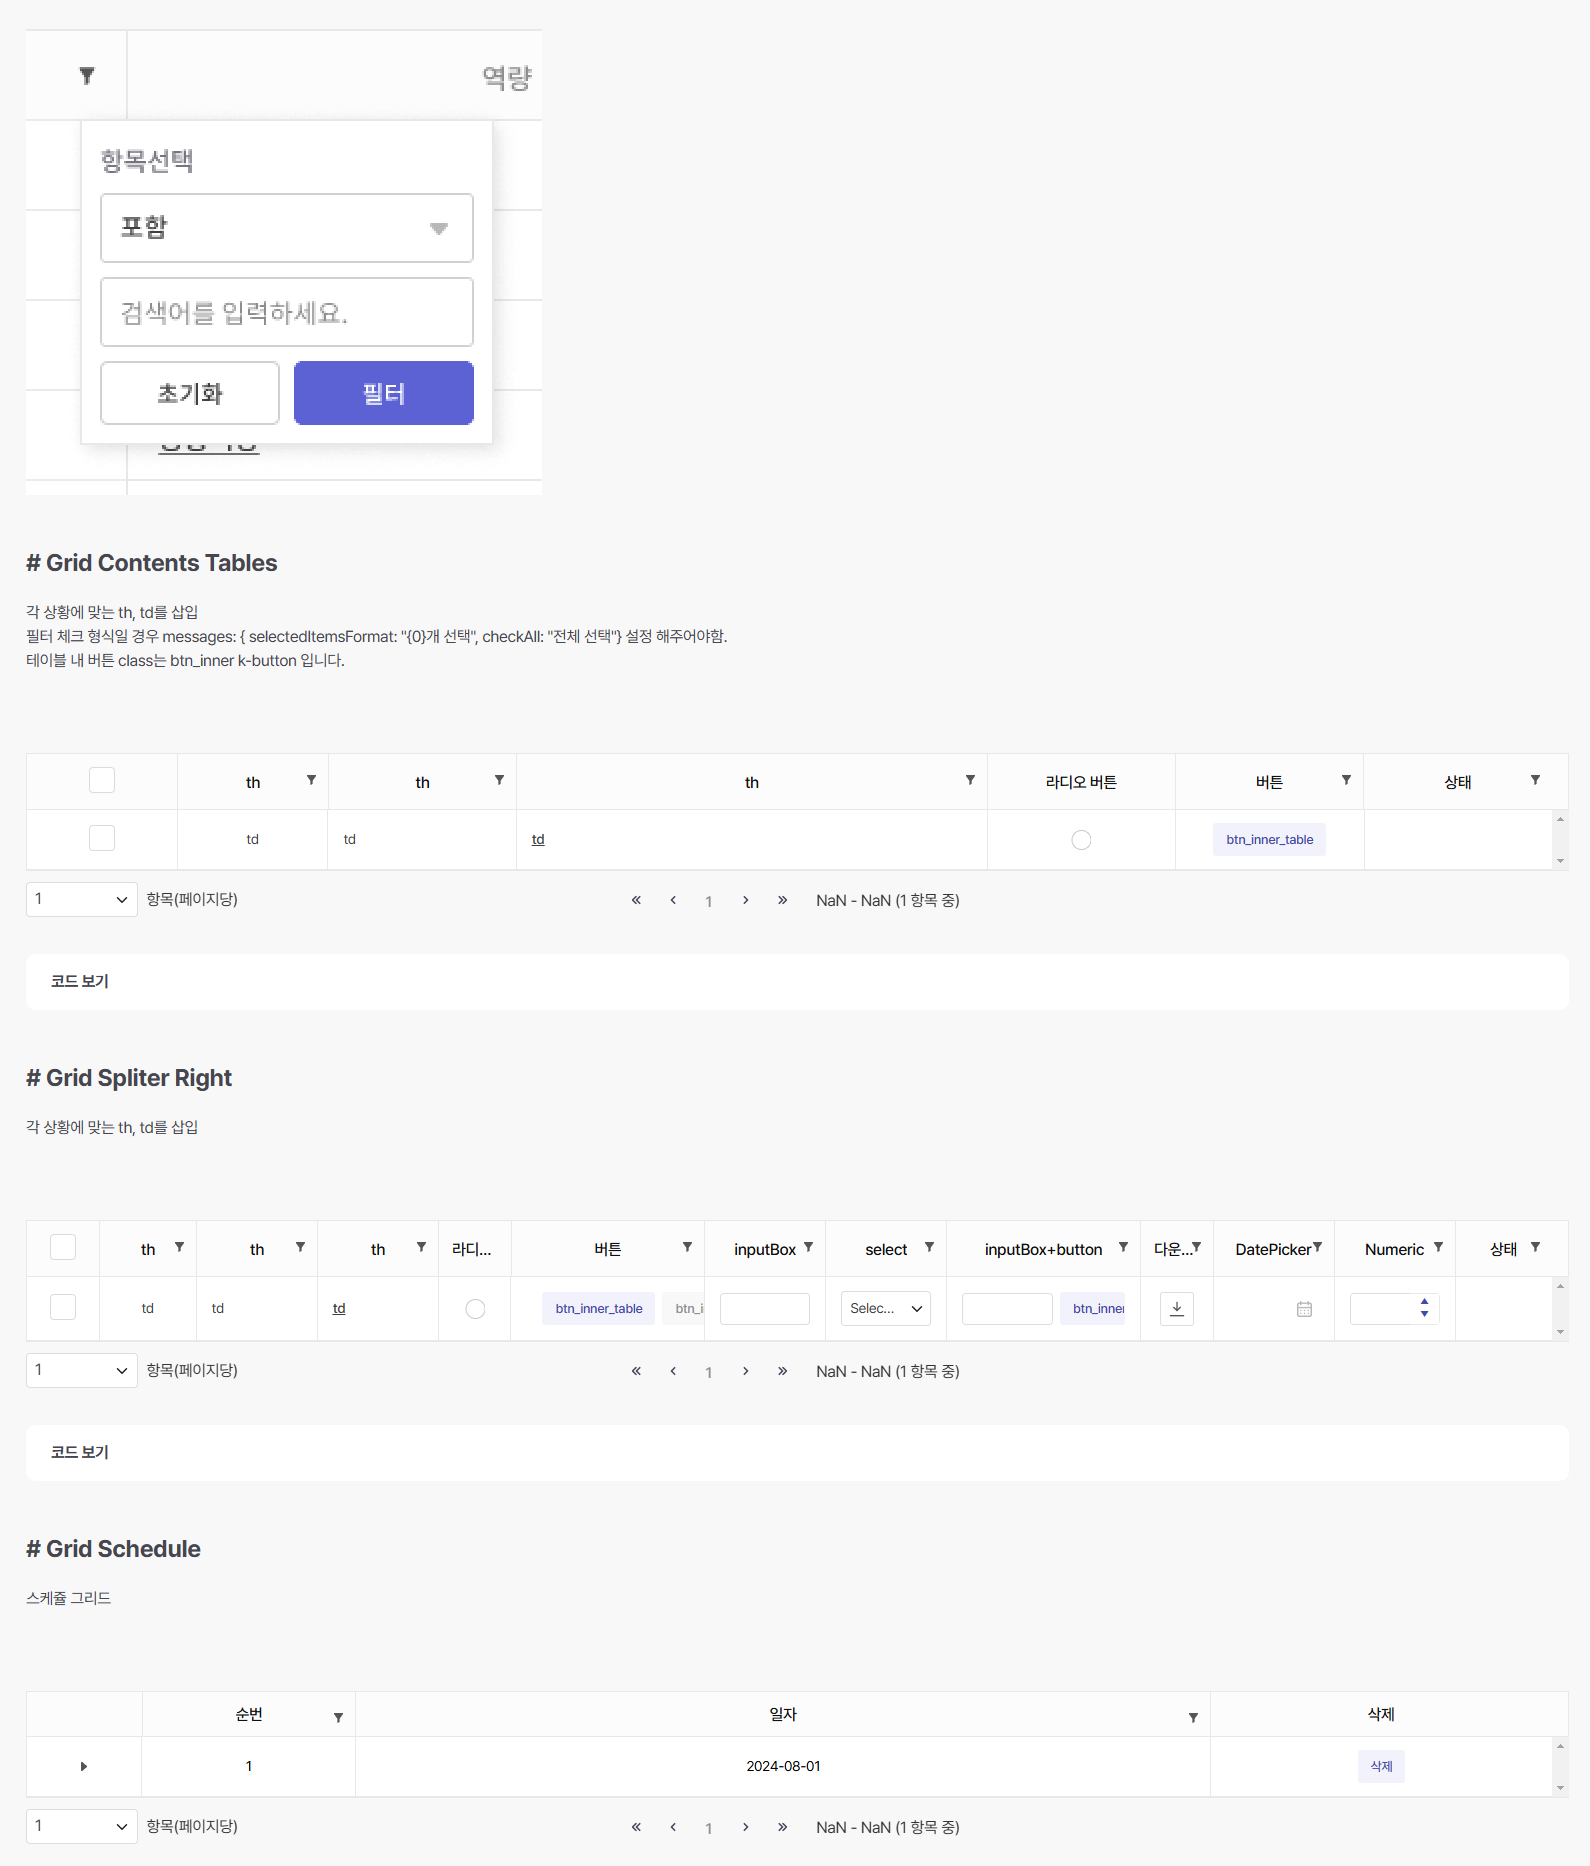 역량
항목선택
포함
검색어를 입력하세요.
초기화 필터
# Grid Contents Tables
각 상황에 맞는 th, td를 삽입
필터 체크 형식일 경우 messages: { selectedItemsFormat: "{0}개 선택", checkAll: "전체 선택"} 설정 해주어야함.
테이블 내 버튼 class는 btn_inner k-button 입니다.
th th th 라디오 버튼 버튼 상태
td td td btn_inner_table
1 항목(페이지당) « ‹ 1 › » NaN - NaN (1 항목 중)
코드 보기
# Grid Spliter Right
각 상황에 맞는 th, td를 삽입
th th th 라디... 버튼 inputBox select inputBox+button 다운... DatePicker Numeric 상태
td td td btn_inner_table btn_i Selec... btn_inner
1 항목(페이지당) « ‹ 1 › » NaN - NaN (1 항목 중)
코드 보기
# Grid Schedule
스케쥴 그리드
순번 일자 삭제
1 2024-08-01 삭제
1 항목(페이지당) « ‹ 1 › » NaN - NaN (1 항목 중)